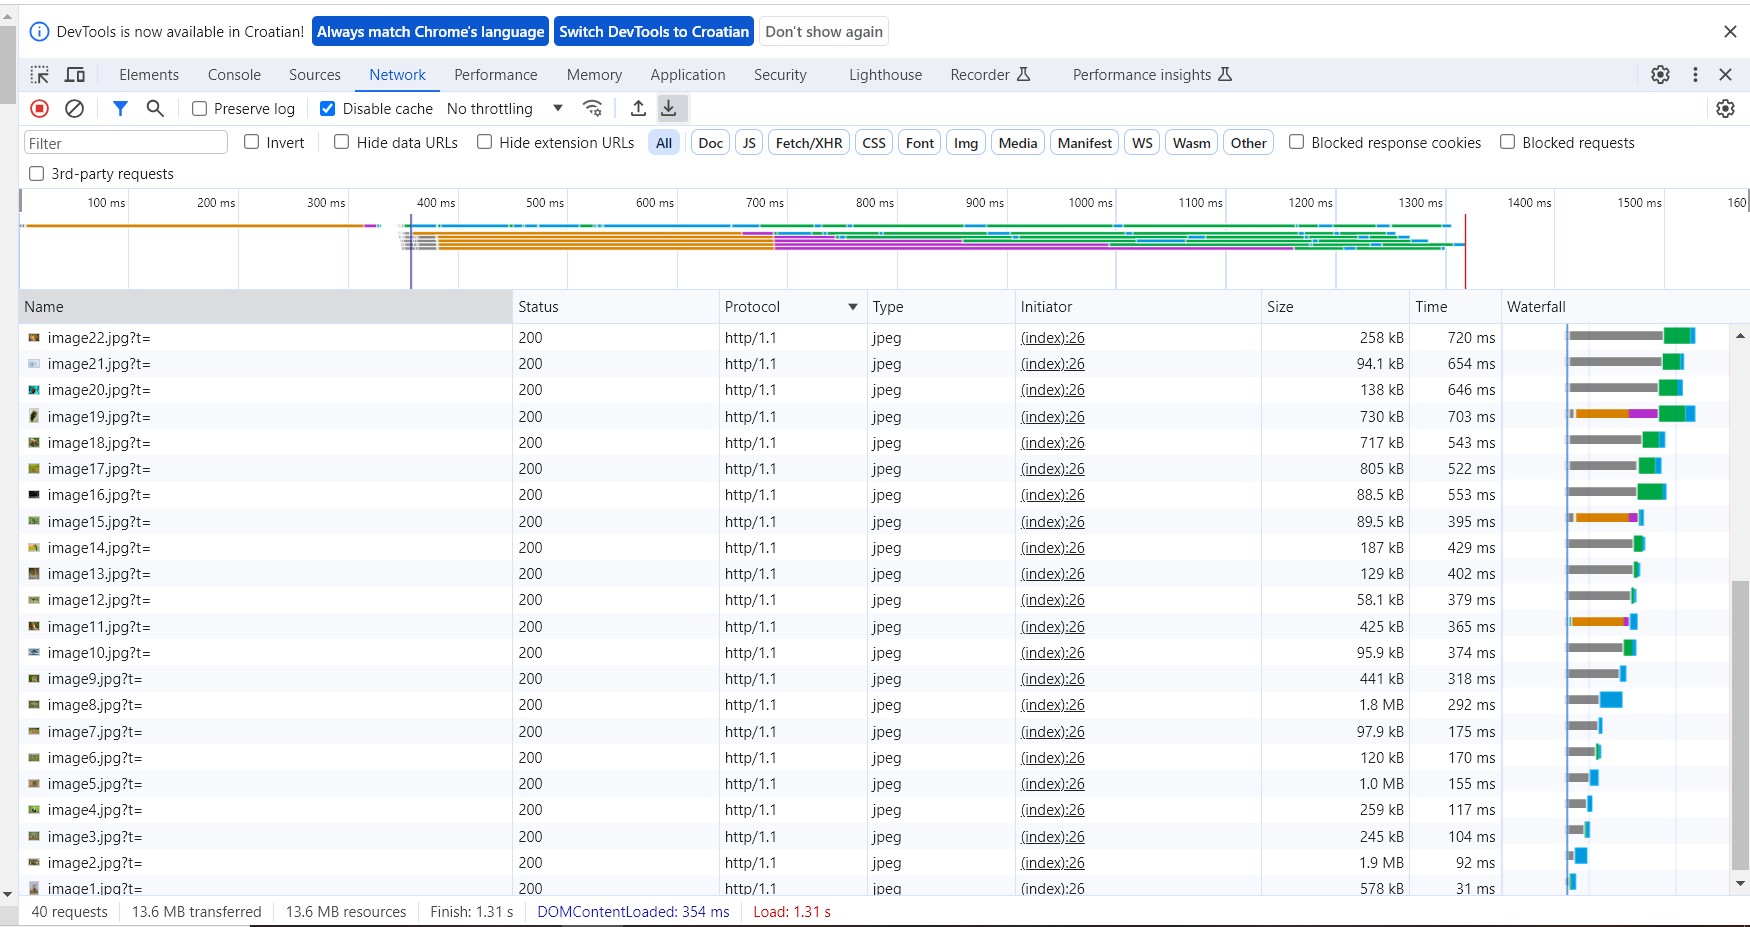 DevTools is now available in Croatian! Always match Chrome's language Switch DevTools to Croatian Don't show again
Elements Console Sources Network Performance Memory Application Security Lighthouse Recorder Performance insights
Preserve log Disable cache No throttling
Filter Invert Hide data URLs Hide extension URLs All Doc JS Fetch/XHR CSS Font Img Media Manifest WS Wasm Other Blocked response cookies Blocked requests
3rd-party requests
100 ms 200 ms 300 ms 400 ms 500 ms 600 ms 700 ms 800 ms 900 ms 1000 ms 1100 ms 1200 ms 1300 ms 1400 ms 1500 ms 160
Name Status Protocol Type Initiator Size Time Waterfall
image22.jpg?t= 200 http/1.1 jpeg (index):26 258 kB 720 ms
image21.jpg?t= 200 http/1.1 jpeg (index):26 94.1 kB 654 ms
image20.jpg?t= 200 http/1.1 jpeg (index):26 138 kB 646 ms
image19.jpg?t= 200 http/1.1 jpeg (index):26 730 kB 703 ms
image18.jpg?t= 200 http/1.1 jpeg (index):26 717 kB 543 ms
image17.jpg?t= 200 http/1.1 jpeg (index):26 805 kB 522 ms
image16.jpg?t= 200 http/1.1 jpeg (index):26 88.5 kB 553 ms
image15.jpg?t= 200 http/1.1 jpeg (index):26 89.5 kB 395 ms
image14.jpg?t= 200 http/1.1 jpeg (index):26 187 kB 429 ms
image13.jpg?t= 200 http/1.1 jpeg (index):26 129 kB 402 ms
image12.jpg?t= 200 http/1.1 jpeg (index):26 58.1 kB 379 ms
image11.jpg?t= 200 http/1.1 jpeg (index):26 425 kB 365 ms
image10.jpg?t= 200 http/1.1 jpeg (index):26 95.9 kB 374 ms
image9.jpg?t= 200 http/1.1 jpeg (index):26 441 kB 318 ms
image8.jpg?t= 200 http/1.1 jpeg (index):26 1.8 MB 292 ms
image7.jpg?t= 200 http/1.1 jpeg (index):26 97.9 kB 175 ms
image6.jpg?t= 200 http/1.1 jpeg (index):26 120 kB 170 ms
image5.jpg?t= 200 http/1.1 jpeg (index):26 1.0 MB 155 ms
image4.jpg?t= 200 http/1.1 jpeg (index):26 259 kB 117 ms
image3.jpg?t= 200 http/1.1 jpeg (index):26 245 kB 104 ms
image2.jpg?t= 200 http/1.1 jpeg (index):26 1.9 MB 92 ms
image1.jpg?t= 200 http/1.1 jpeg (index):26 578 kB 31 ms
40 requests 13.6 MB transferred 13.6 MB resources Finish: 1.31 s DOMContentLoaded: 354 ms Load: 1.31 s